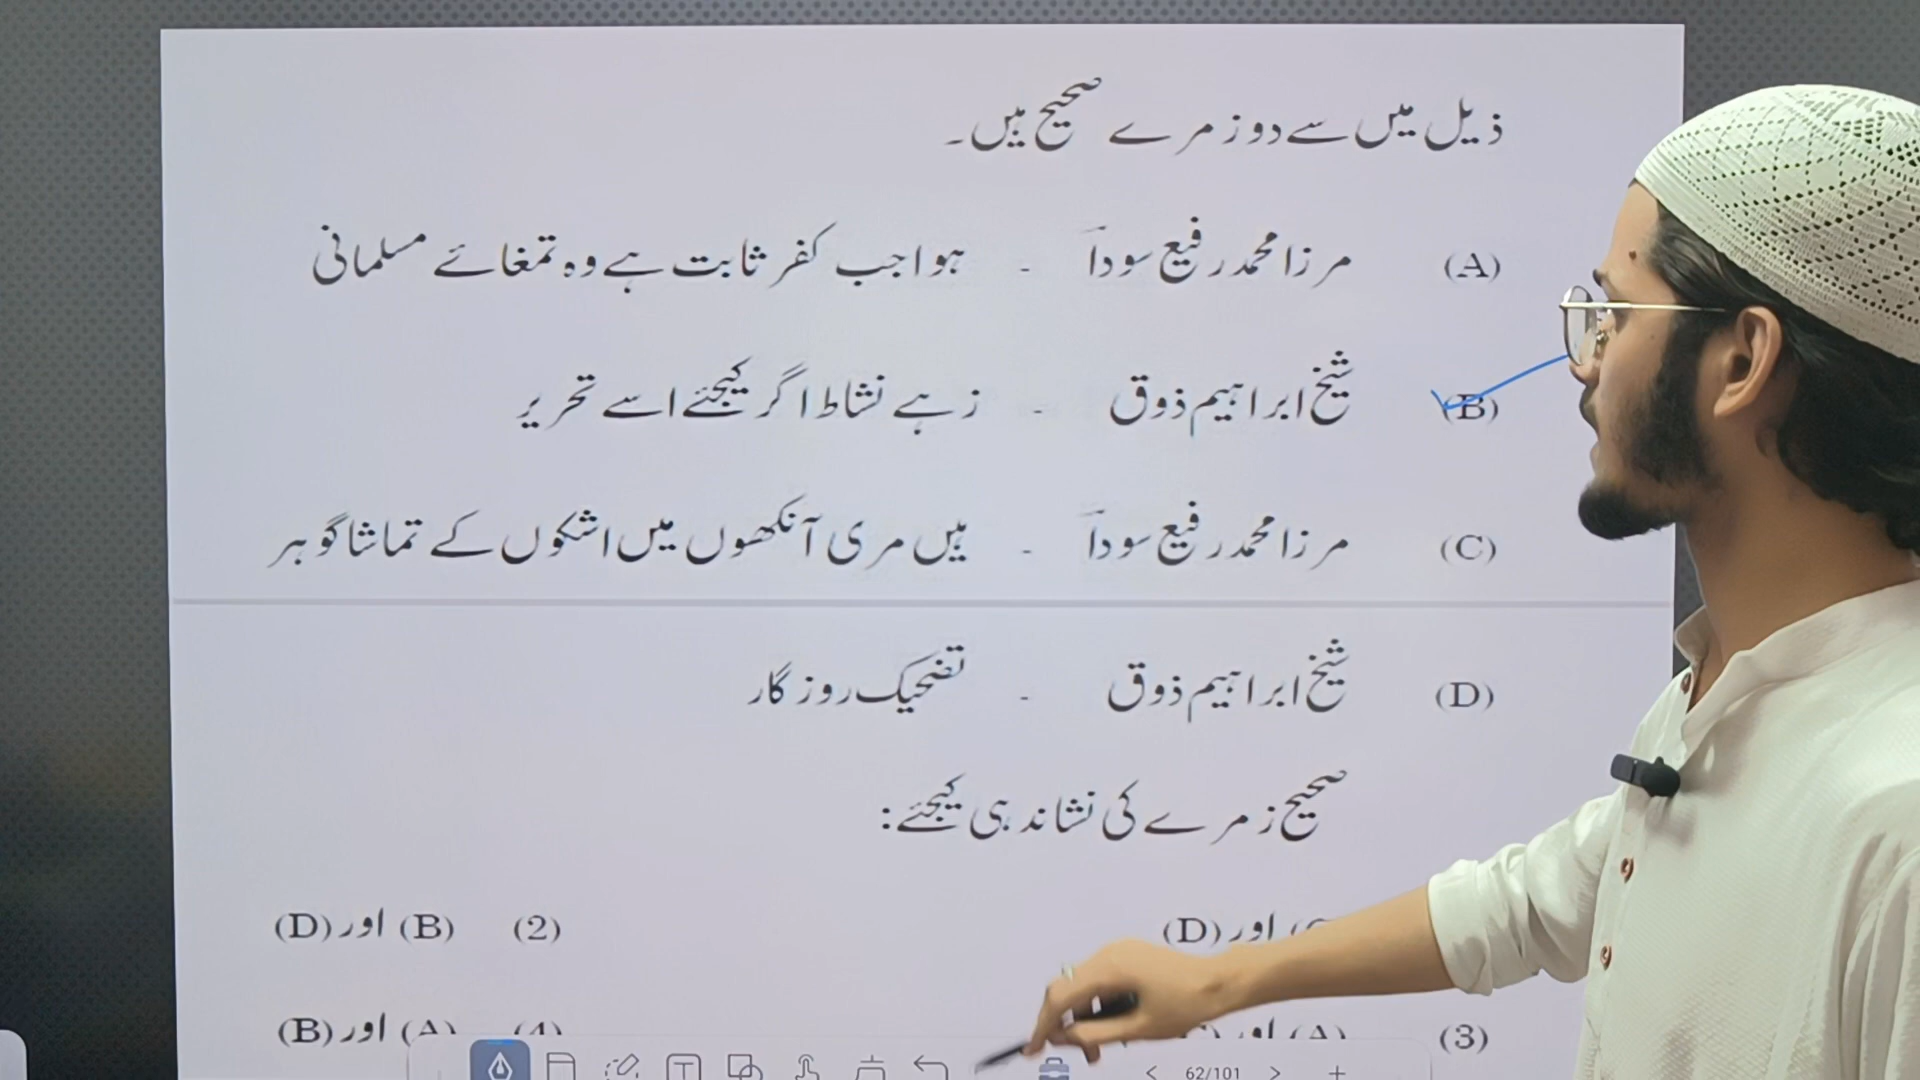 ذیل میں سے دو زمرے صحیح ہیں۔
(A) مرزا محمد رفیع سوداؔ - ہوا جب کفر ثابت ہے وہ تمغائے مسلمانی
(B) شیخ ابراہیم ذوق - زہے نشاط اگر کیجئے اسے تحریر
(C) مرزا محمد رفیع سوداؔ - ہیں مری آنکھوں میں اشکوں کے تماشا گوہر
(D) شیخ ابراہیم ذوق - تضحیک روزگار
صحیح زمرے کی نشاندہی کیجئے:
اور (D) (2) (B) اور (D)
(3) (A) اور (4) (A) اور (B)
62/101